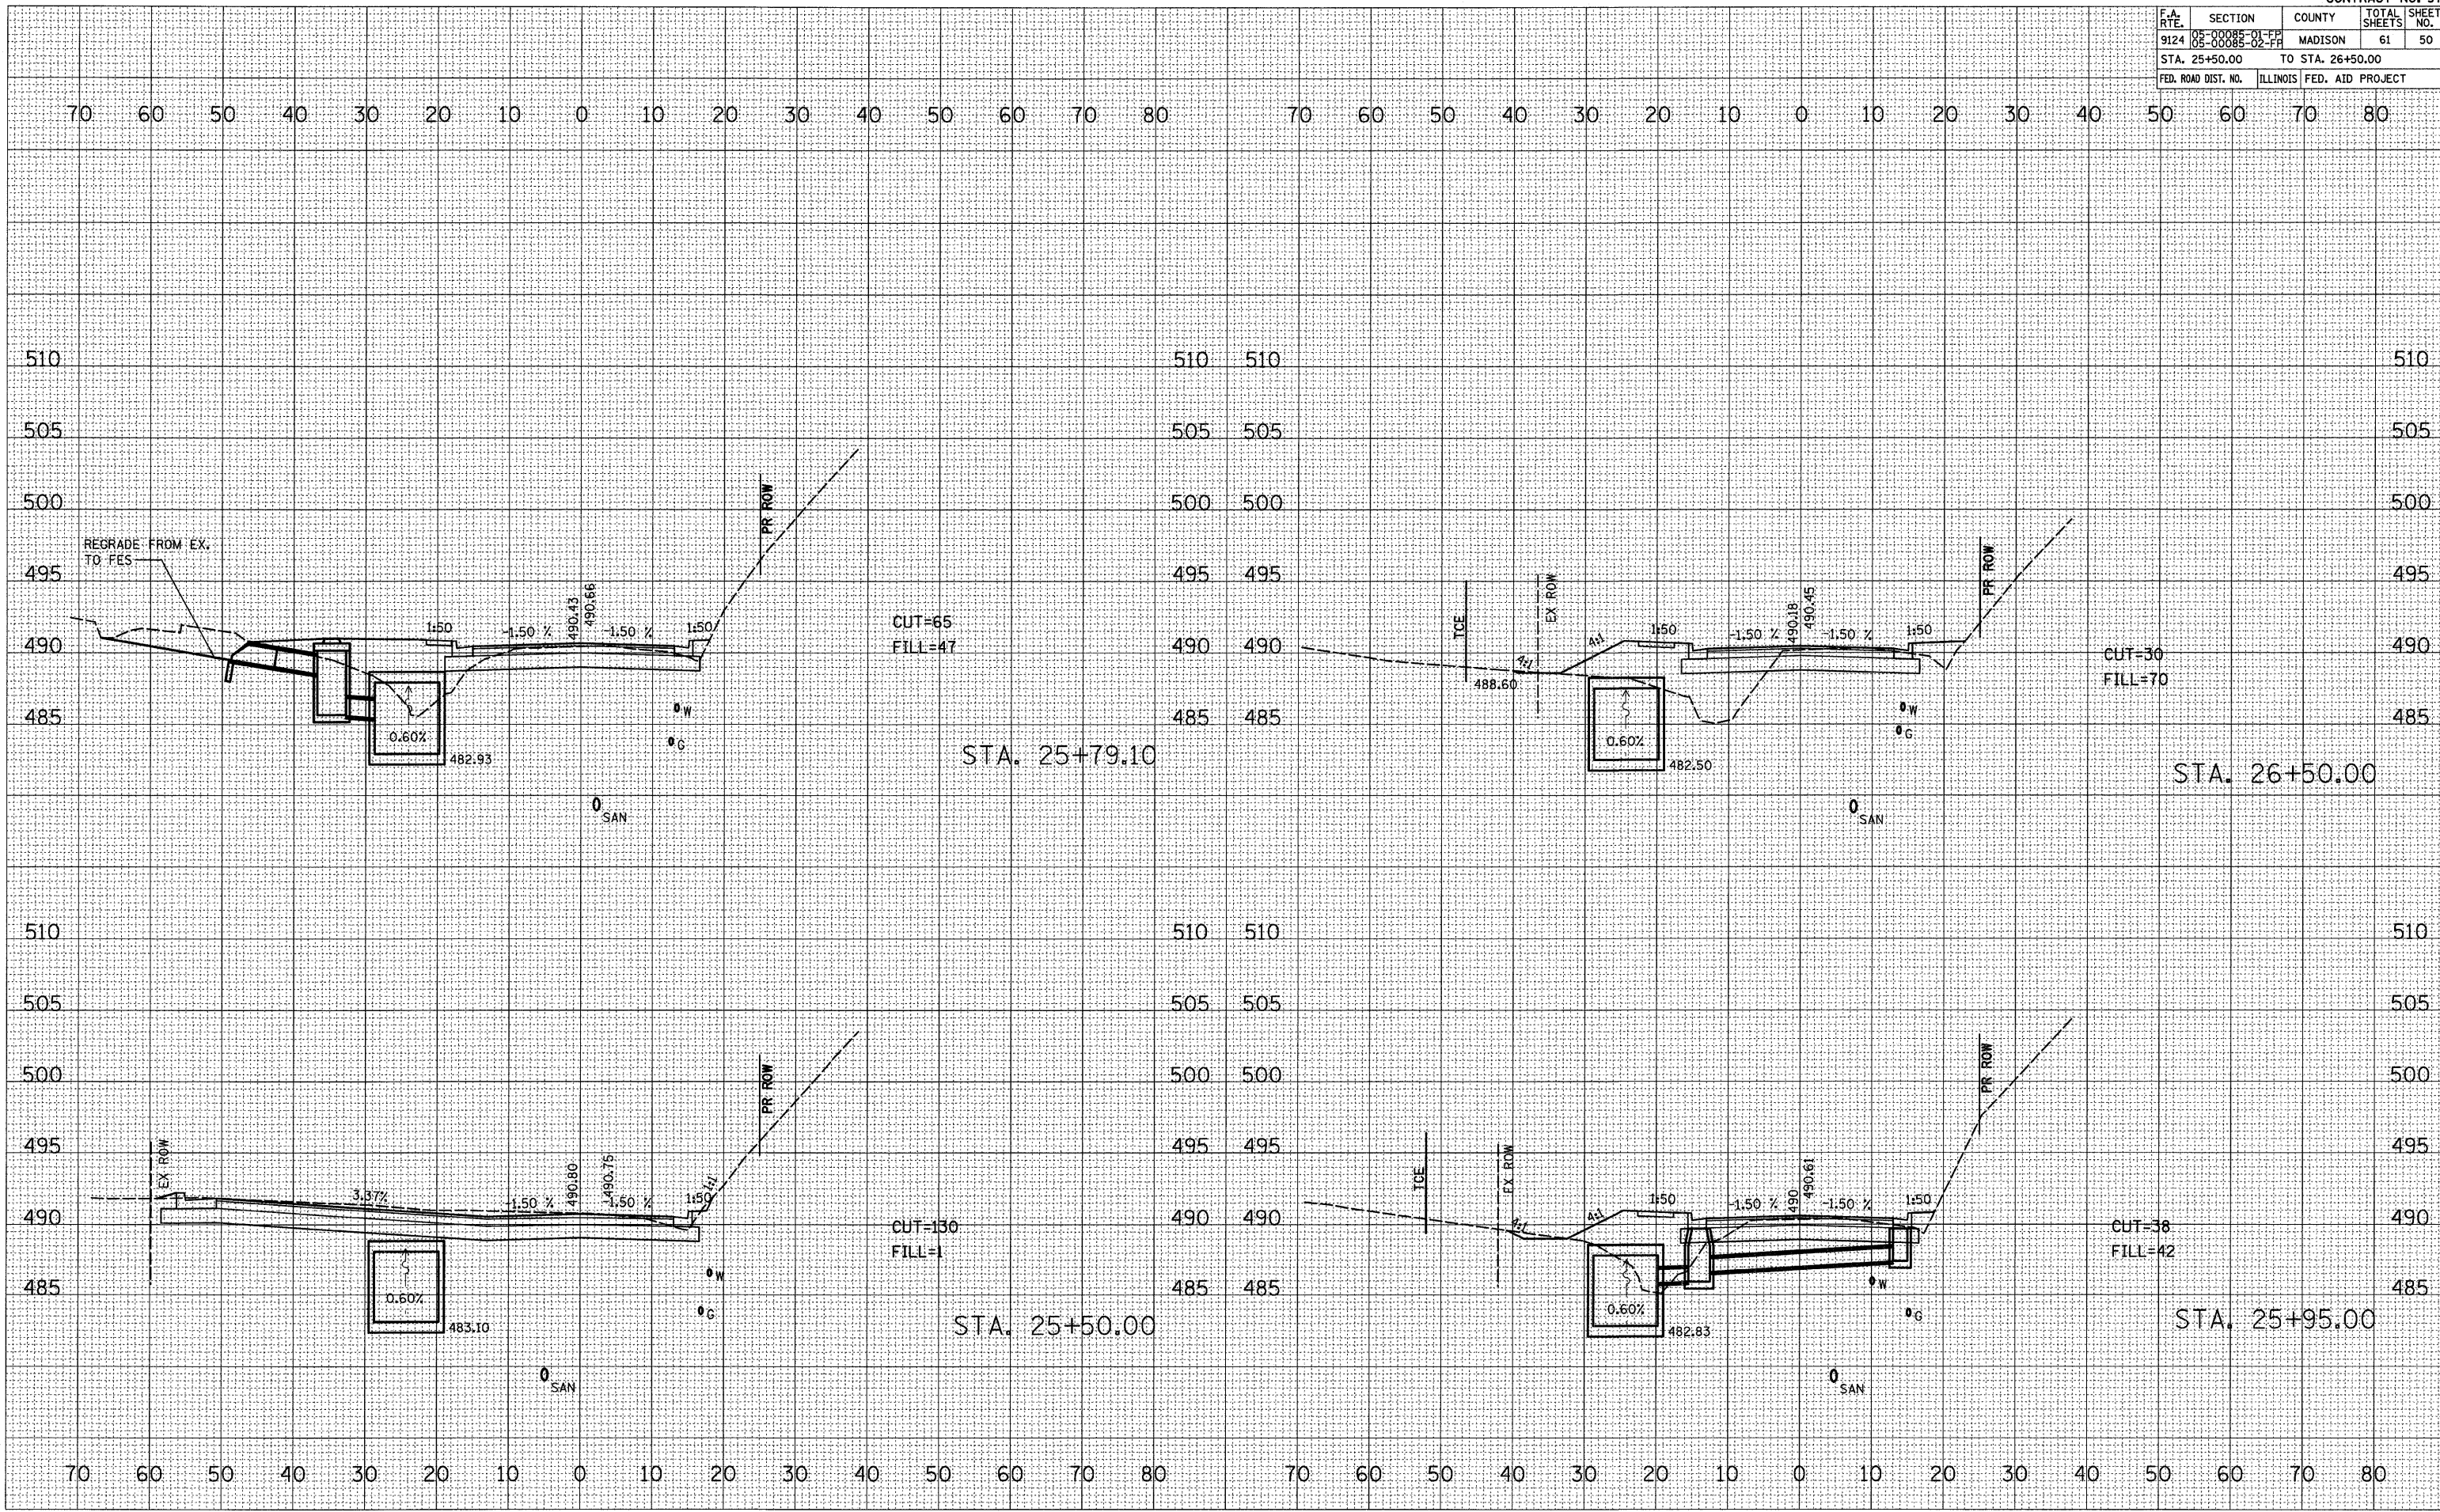 F.A. RTE. SECTION COUNTY TOTAL SHEETS SHEET NO.
9124 05-00085-01-FP 05-00085-02-FP MADISON 61 50
STA. 25+50.00 TO STA. 26+50.00
FED. ROAD DIST. NO. ILLINOIS FED. AID PROJECT
70 60 50 40 30 20 10 0 10 20 30 40 50 60 70 80 70 60 50 40 30 20 10 0 10 20 30 40 50 60 70 80
510 510 510 510
505 505 505 505
500 500 500 500
495 495 495 495
490 490 490 490
485 485 485 485
REGRADE FROM EX.
TO FES
1:50
-1.50 %
490.43
490.66
-1.50 %
1:50
PR ROW
CUT=65
FILL=47
0.60%
482.93
W
G
SAN
STA. 25+79.10
TCE
EX ROW
488.60
4:1
4:1
1:50
-1.50 %
490.18
490.45
-1.50 %
1:50
PR ROW
CUT=30
FILL=70
0.60%
482.50
W
G
SAN
STA. 26+50.00
510 510 510 510
505 505 505 505
500 500 500 500
495 495 495 495
490 490 490 490
485 485 485 485
EX ROW
3.37%
-1.50 %
490.80
490.75
-1.50 %
1:50
1:1
PR ROW
CUT=130
FILL=1
0.60%
483.10
W
G
SAN
STA. 25+50.00
TCE
EX ROW
4:1
4:1
1:50
-1.50 %
490
490.61
-1.50 %
1:50
PR ROW
CUT=38
FILL=42
0.60%
482.83
W
G
SAN
STA. 25+95.00
70 60 50 40 30 20 10 0 10 20 30 40 50 60 70 80 70 60 50 40 30 20 10 0 10 20 30 40 50 60 70 80